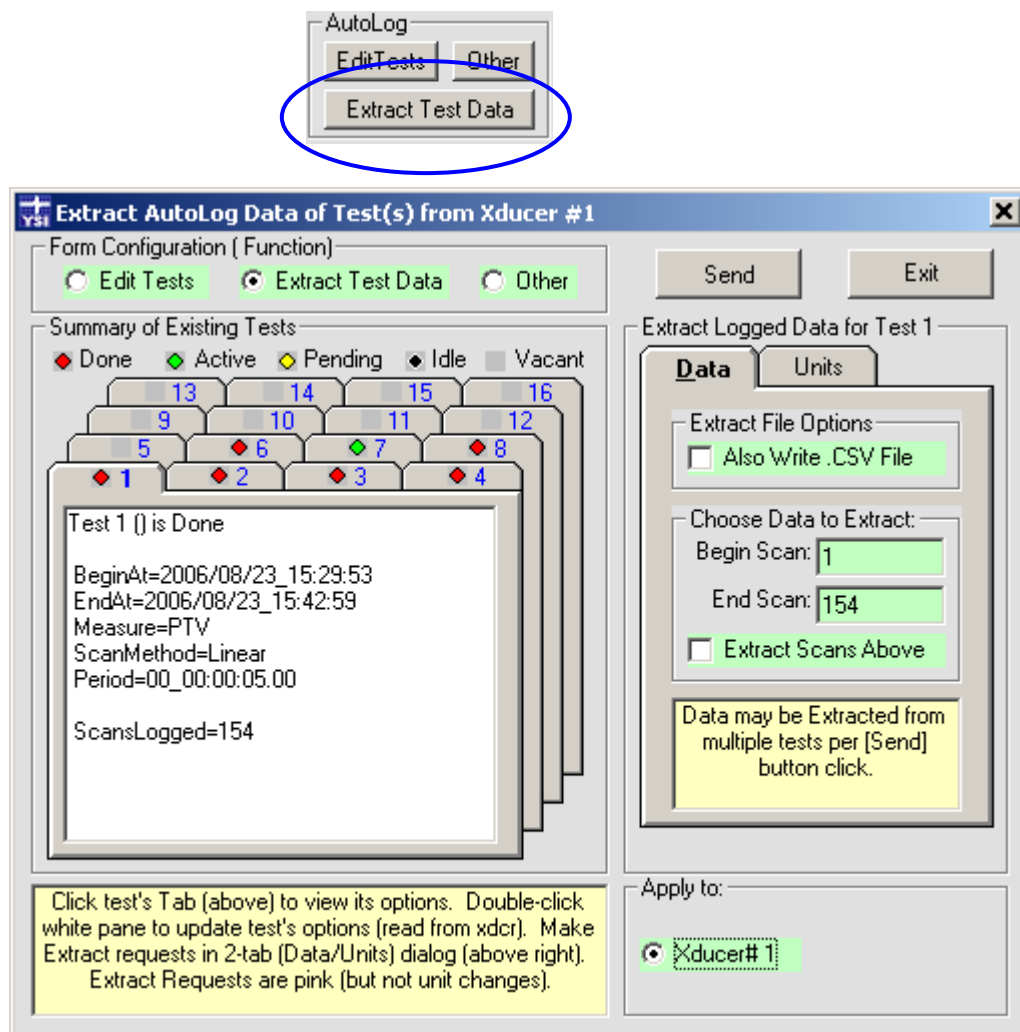 AutoLog
EditTests Other
Extract Test Data
YSI Extract AutoLog Data of Test(s) from Xducer #1
Form Configuration ( Function)
Edit Tests Extract Test Data Other
Send Exit
Summary of Existing Tests
Done Active Pending Idle Vacant
13 14 15 16
9 10 11 12
5 6 7 8
1 2 3 4
Test 1 () is Done
BeginAt=2006/08/23_15:29:53
EndAt=2006/08/23_15:42:59
Measure=PTV
ScanMethod=Linear
Period=00_00:00:05.00
ScansLogged=154
Click test's Tab (above) to view its options. Double-click
white pane to update test's options (read from xdcr). Make
Extract requests in 2-tab (Data/Units) dialog (above right).
Extract Requests are pink (but not unit changes).
Extract Logged Data for Test 1
Data Units
Extract File Options
Also Write .CSV File
Choose Data to Extract:
Begin Scan: 1
End Scan: 154
Extract Scans Above
Data may be Extracted from
multiple tests per [Send]
button click.
Apply to:
Xducer# 1